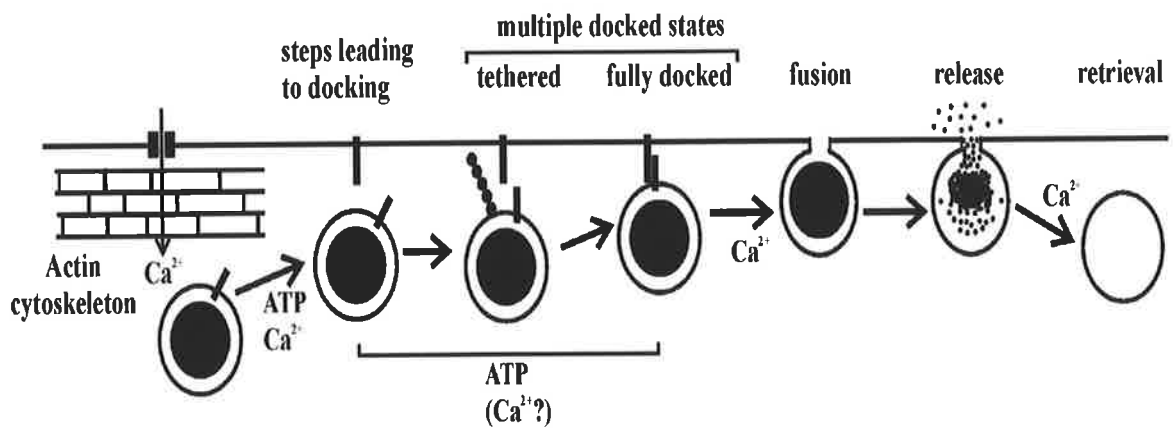 multiple docked states
steps leading
to docking
tethered
fully docked
fusion
release
retrieval
Actin
cytoskeleton
Ca²⁺
ATP
Ca²⁺
Ca²⁺
Ca²⁺
ATP
(Ca²⁺?)